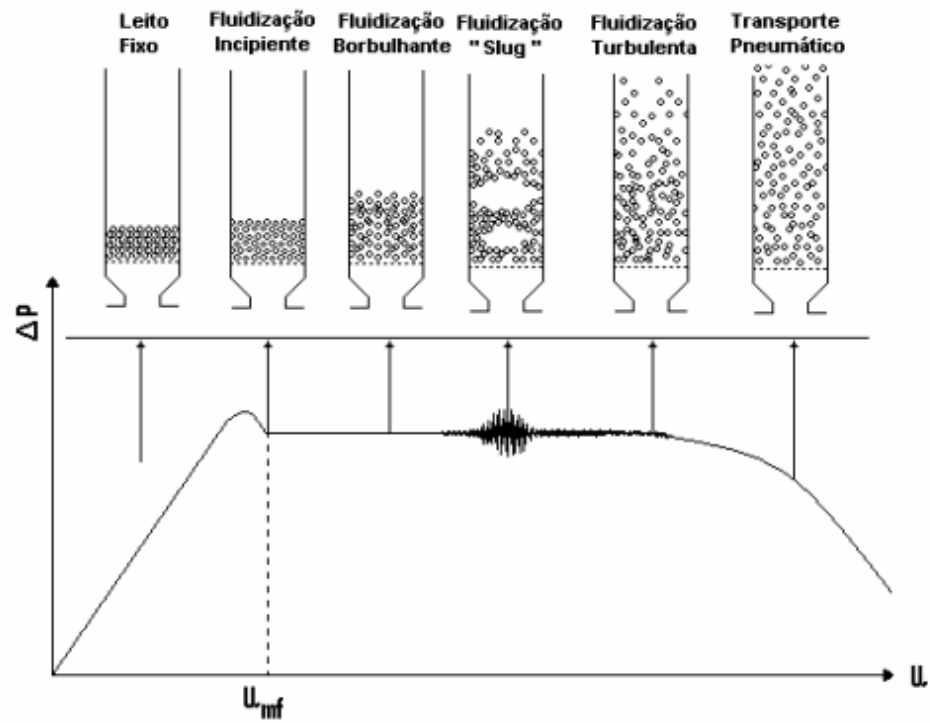 Leito
Fixo
Fluidização
Incipiente
Fluidização
Borbulhante
Fluidização
" Slug "
Fluidização
Turbulenta
Transporte
Pneumático
ΔP
U.mf
U.